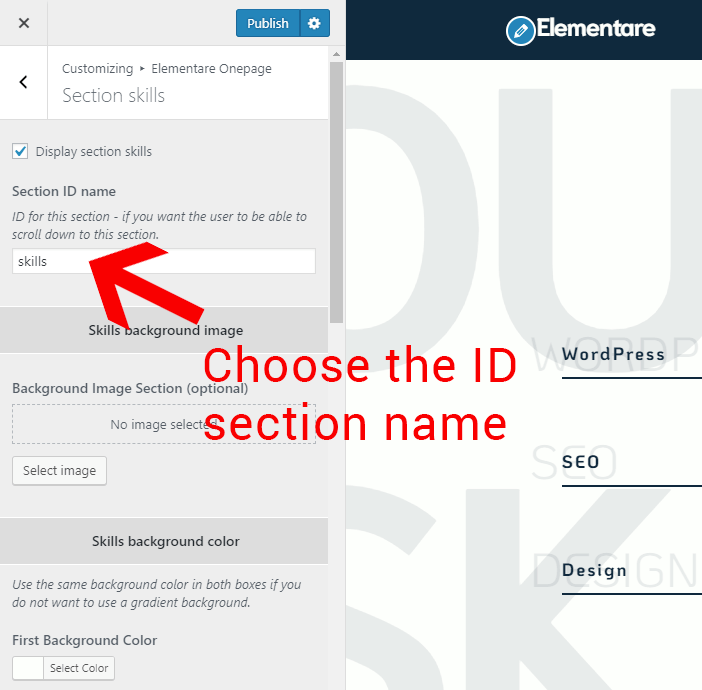 Publish
Customizing ▸ Elementare Onepage
Section skills
Display section skills
Section ID name
ID for this section - if you want the user to be able to
scroll down to this section.
skills
Skills background image
Background Image Section (optional)
No image selected
Select image
Skills background color
Use the same background color in both boxes if you
do not want to use a gradient background.
First Background Color
Select Color
Choose the ID
section name
Elementare
OU
WORDP
WordPress
SEO
SEO
SK
DESIGN
Design